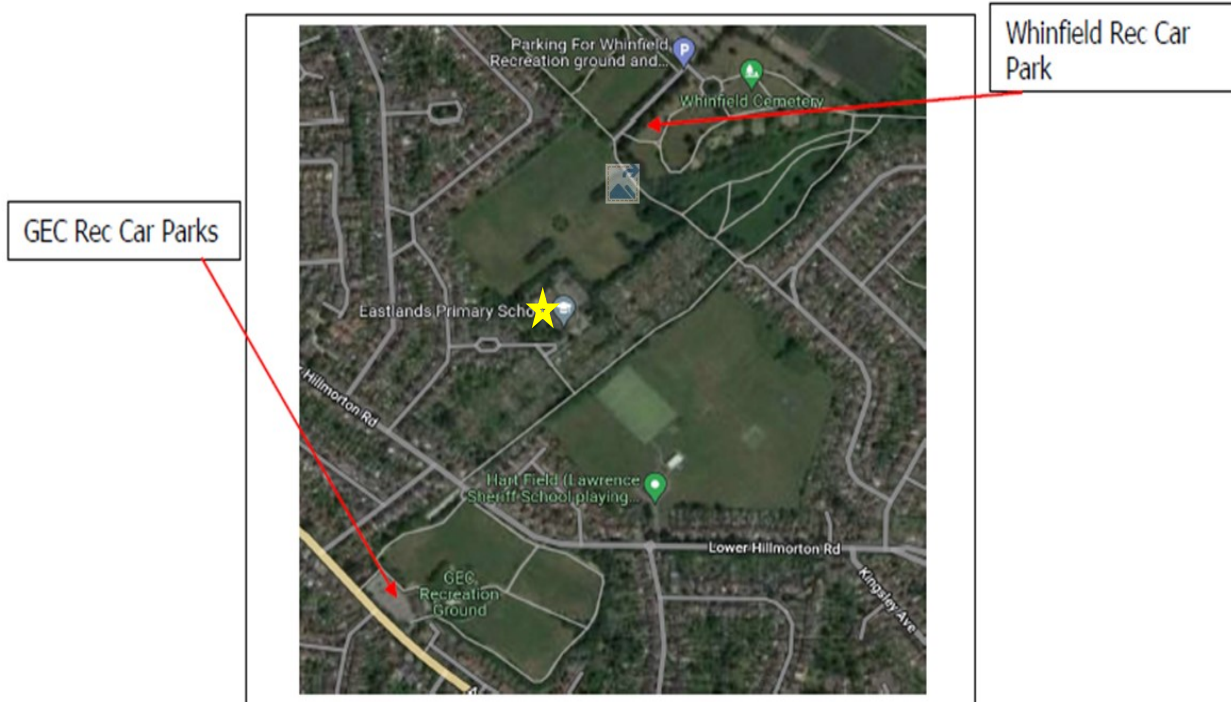 Whinfield Rec Car
Park
Parking For Whinfield
Recreation ground and...
P
Whinfield Cemetery
GEC Rec Car Parks
Eastlands Primary Scho
Hillmorton Rd
Hart Field (Lawrence
Sheriff School playing...
Lower Hillmorton Rd
GEC
Recreation
Ground
Kingsley Ave